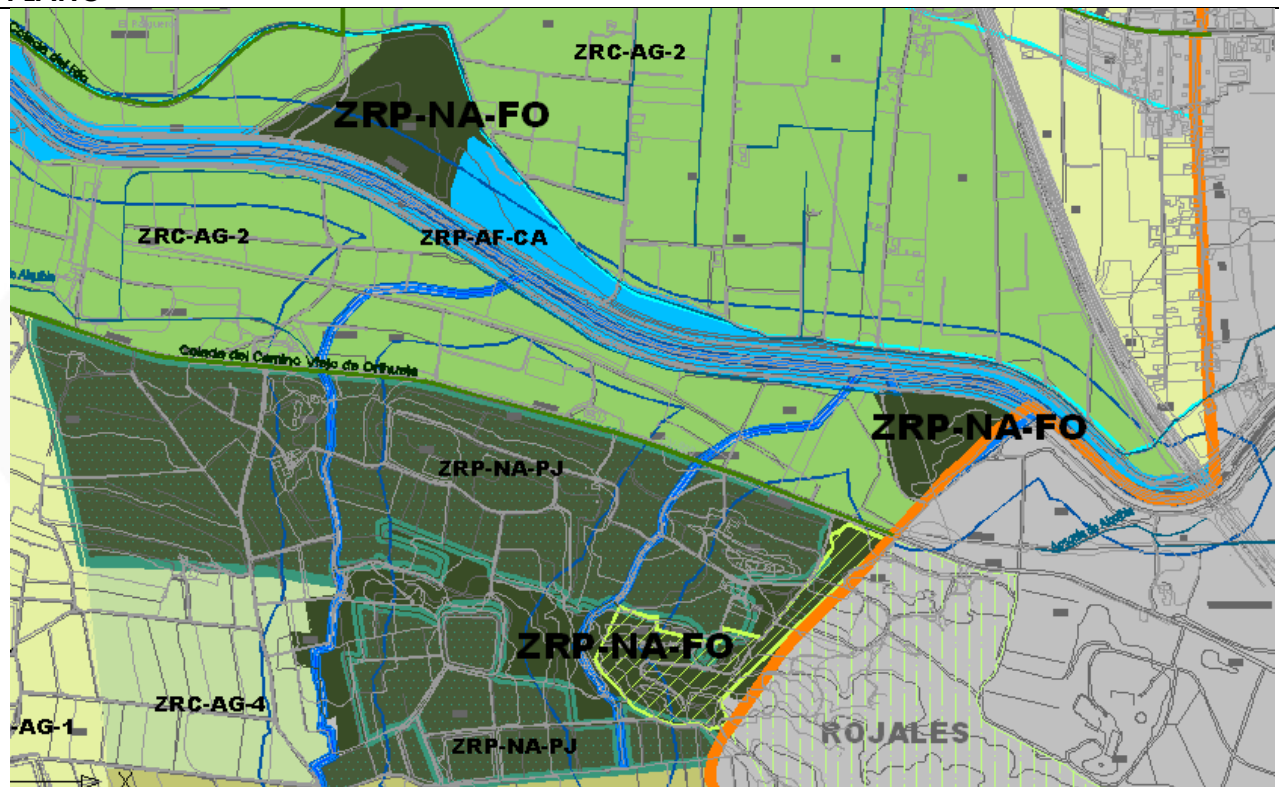 PLANO
ZRC-AG-2
ZRP-NA-FO
ZRC-AG-2
ZRP-AF-CA
Colada del Camino Viejo de Orihuela
ZRP-NA-FO
ZRP-NA-PJ
ZRP-NA-FO
ZRC-AG-4
-AG-1
ROJALES
ZRP-NA-PJ
X